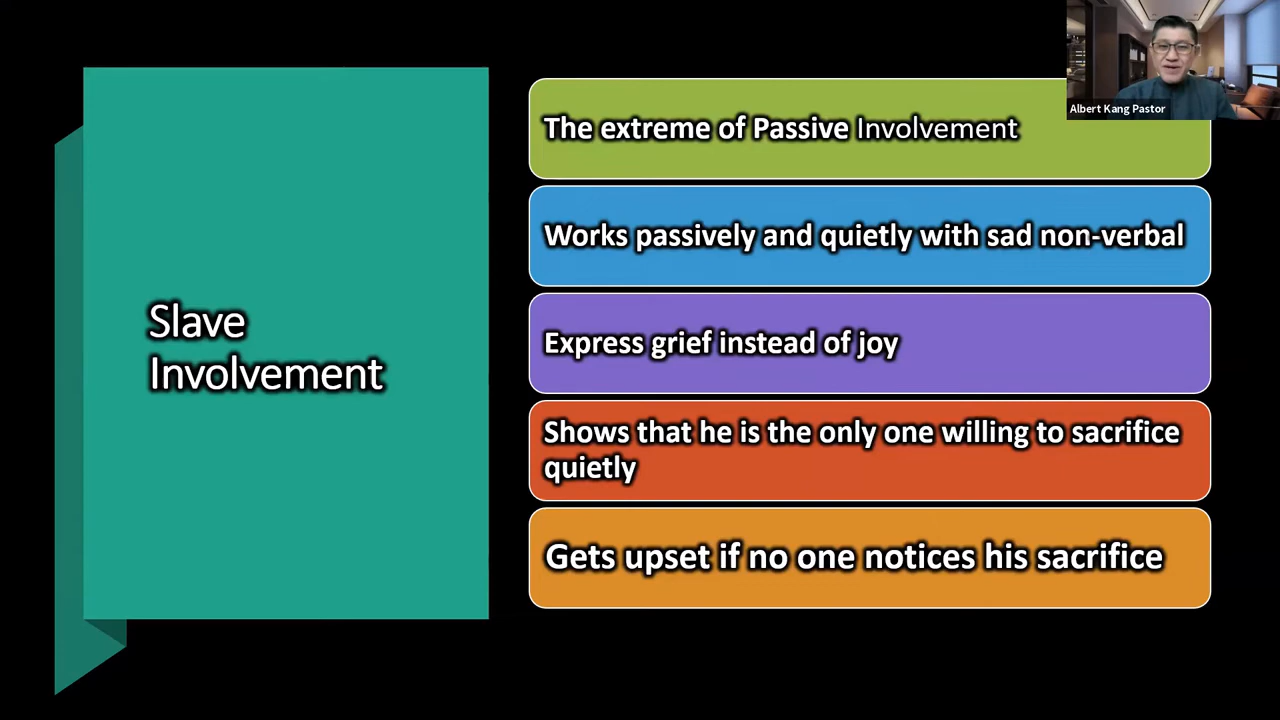 Slave
Involvement
The extreme of Passive Involvement
Works passively and quietly with sad non-verbal
Express grief instead of joy
Shows that he is the only one willing to sacrifice
quietly
Gets upset if no one notices his sacrifice
Albert Kang Pastor